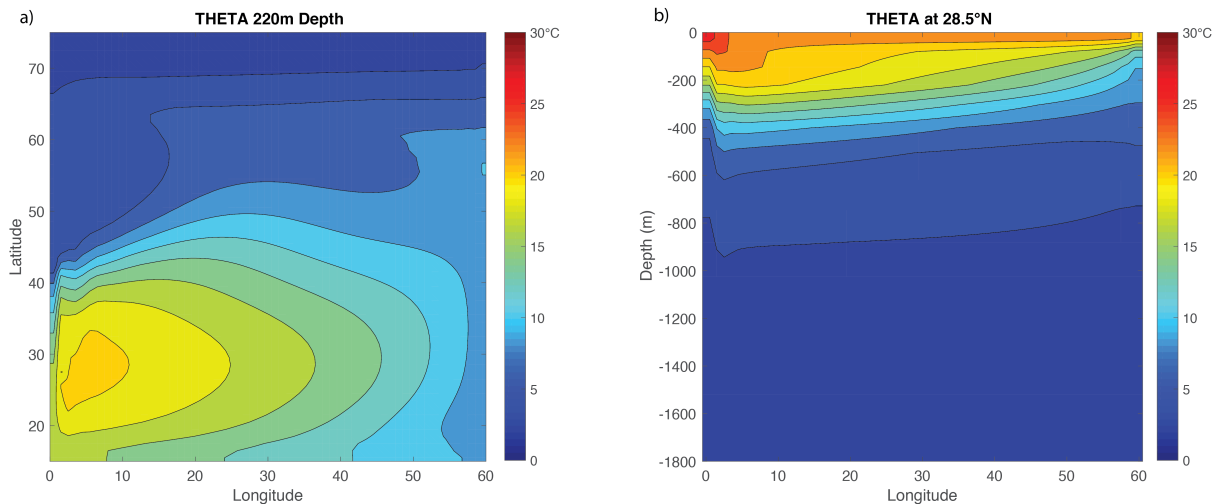 a)
THETA 220m Depth
Latitude
70
60
50
40
30
20
0 10 20 30 40 50 60
Longitude
30°C
25
20
15
10
5
0
b)
THETA at 28.5°N
Depth (m)
0
-200
-400
-600
-800
-1000
-1200
-1400
-1600
-1800
0 10 20 30 40 50 60
Longitude
30°C
25
20
15
10
5
0